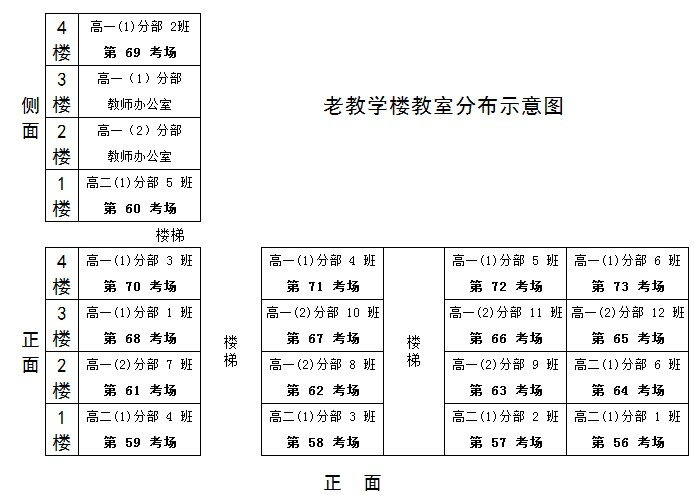 老教学楼教室分布示意图
侧面
4楼
高一(1)分部 2班
第 69 考场
3楼
高一（1）分部
教师办公室
2楼
高一（2）分部
教师办公室
1楼
高二(1)分部 5 班
第 60 考场
楼梯
正面
4楼
高一(1)分部 3 班
第 70 考场
高一(1)分部 4 班
第 71 考场
高一(1)分部 5 班
第 72 考场
高一(1)分部 6 班
第 73 考场
3楼
高一(1)分部 1 班
第 68 考场
楼梯
高一(2)分部 10 班
第 67 考场
楼梯
高一(2)分部 11 班
第 66 考场
高一(2)分部 12 班
第 65 考场
2楼
高一(2)分部 7 班
第 61 考场
高一(2)分部 8 班
第 62 考场
高一(2)分部 9 班
第 63 考场
高二(1)分部 6 班
第 64 考场
1楼
高二(1)分部 4 班
第 59 考场
高二(1)分部 3 班
第 58 考场
高二(1)分部 2 班
第 57 考场
高二(1)分部 1 班
第 56 考场
正 面